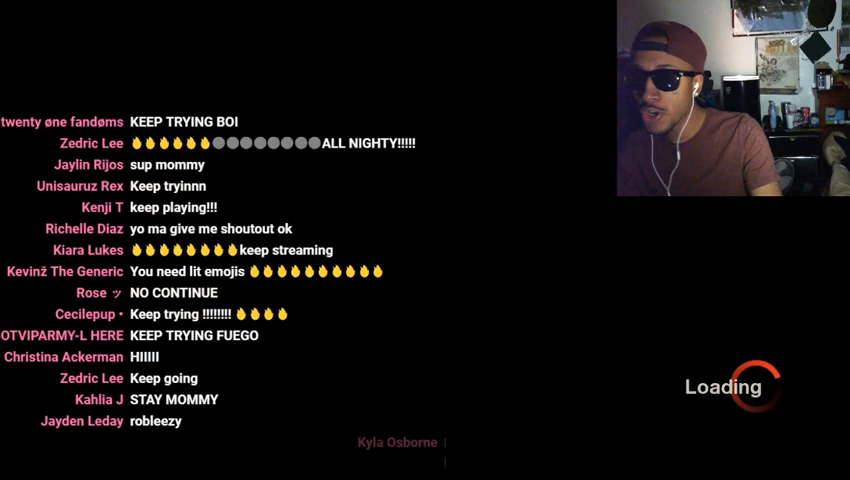 twenty øne fandøms KEEP TRYING BOI
Zedric Lee 🔥🔥🔥🔥🔥🔥ALL NIGHTY!!!!!
Jaylin Rijos sup mommy
Unisauruz Rex Keep tryinnn
Kenji T keep playing!!!
Richelle Diaz yo ma give me shoutout ok
Kiara Lukes 🔥🔥🔥🔥🔥🔥🔥🔥keep streaming
Kevinž The Generic You need lit emojis 🔥🔥🔥🔥🔥🔥🔥🔥🔥🔥
Rose ッ NO CONTINUE
Cecilepup • Keep trying !!!!!!!! 🔥🔥🔥🔥
OTVIPARMY-L HERE KEEP TRYING FUEGO
Christina Ackerman HIIIII
Zedric Lee Keep going
Kahlia J STAY MOMMY
Jayden Leday robleezy
Kyla Osborne
Loading